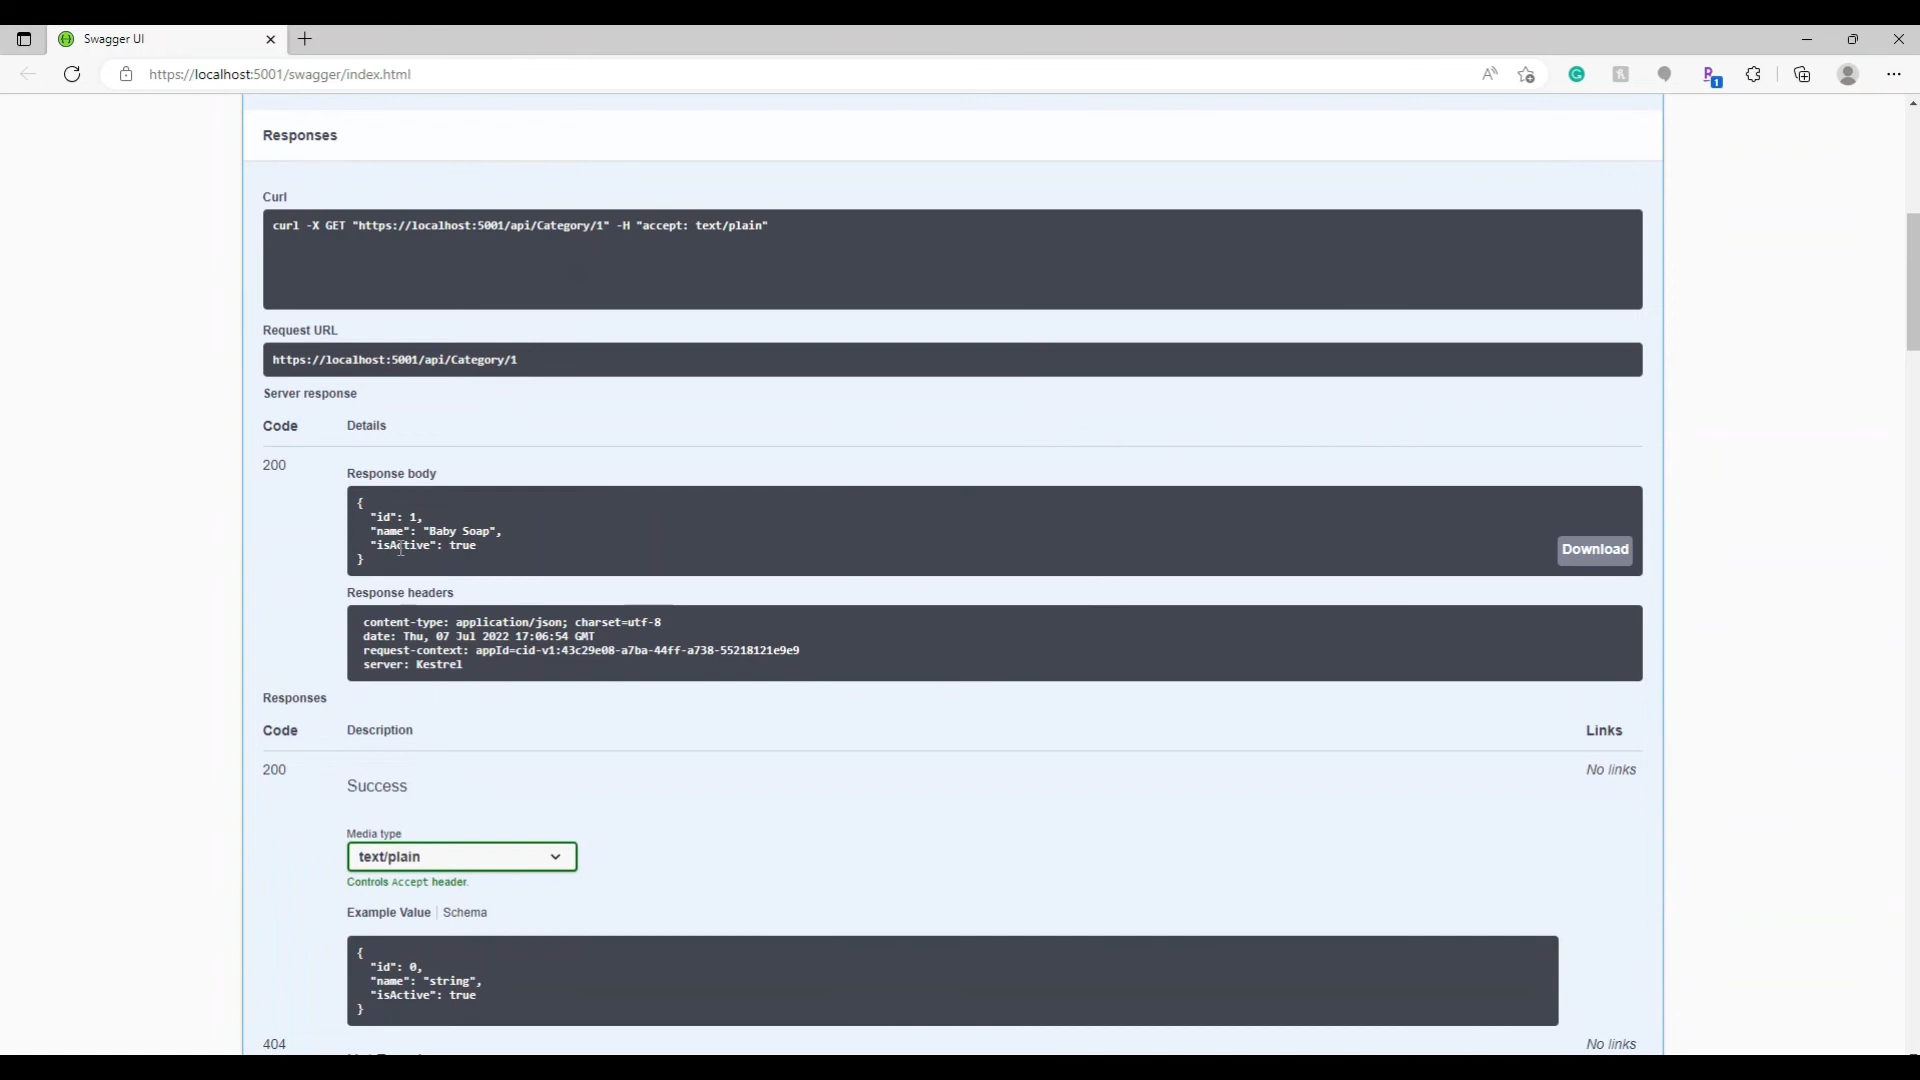 Swagger UI
https://localhost:5001/swagger/index.html
Responses
Curl
curl -X GET "https://localhost:5001/api/Category/1" -H "accept: text/plain"
Request URL
https://localhost:5001/api/Category/1
Server response
Code Details
200
Response body
{
"id": 1,
"name": "Baby Soap",
"isActive": true
}
Download
Response headers
content-type: application/json; charset=utf-8
date: Thu, 07 Jul 2022 17:06:54 GMT
request-context: appId=cid-v1:43c29e08-a7ba-44ff-a738-55218121e9e9
server: Kestrel
Responses
Code Description Links
200 No links
Success
Media type
text/plain
Controls Accept header.
Example Value Schema
{
"id": 0,
"name": "string",
"isActive": true
}
404 No links